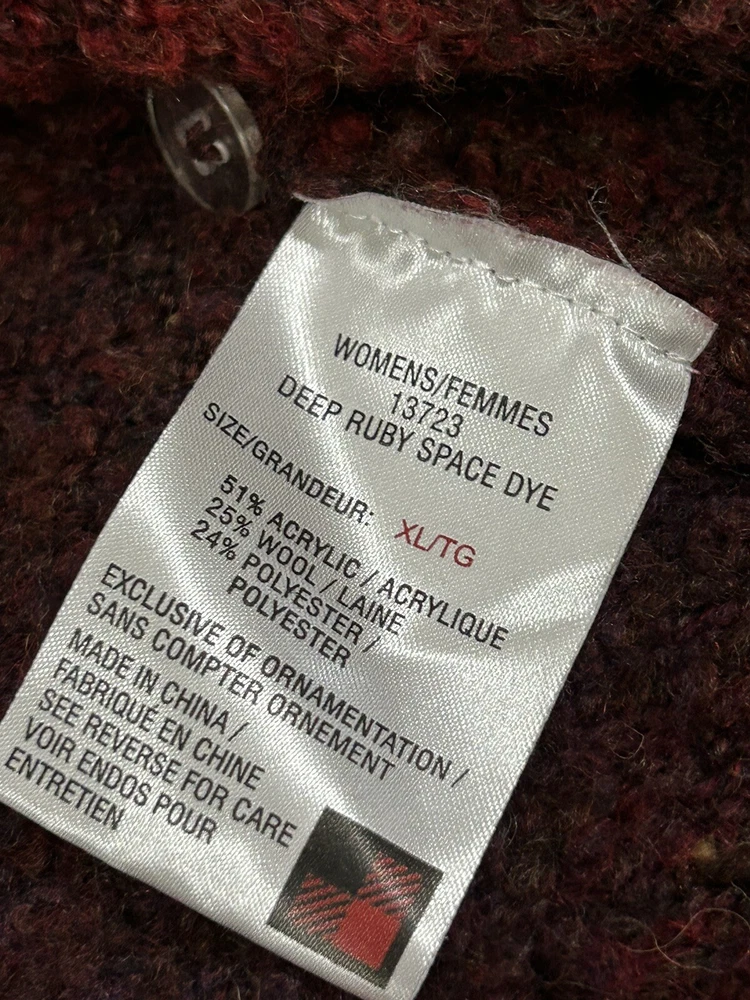 WOMENS/FEMMES
13723
DEEP RUBY SPACE DYE
SIZE/GRANDEUR: XL/TG
51% ACRYLIC / ACRYLIQUE
25% WOOL / LAINE
24% POLYESTER /
POLYESTER
EXCLUSIVE OF ORNAMENTATION /
SANS COMPTER ORNEMENT
MADE IN CHINA /
FABRIQUE EN CHINE
SEE REVERSE FOR CARE
VOIR ENDOS POUR
ENTRETIEN